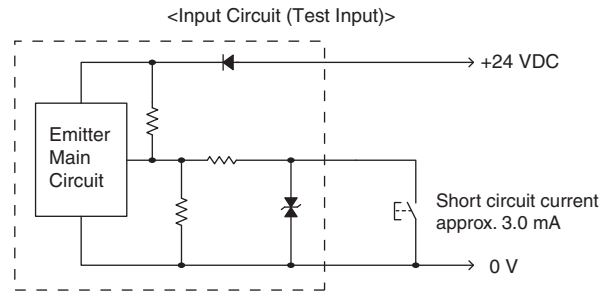 <Input Circuit (Test Input)>
+24 VDC
Emitter
Main
Circuit
Short circuit current
approx. 3.0 mA
0 V